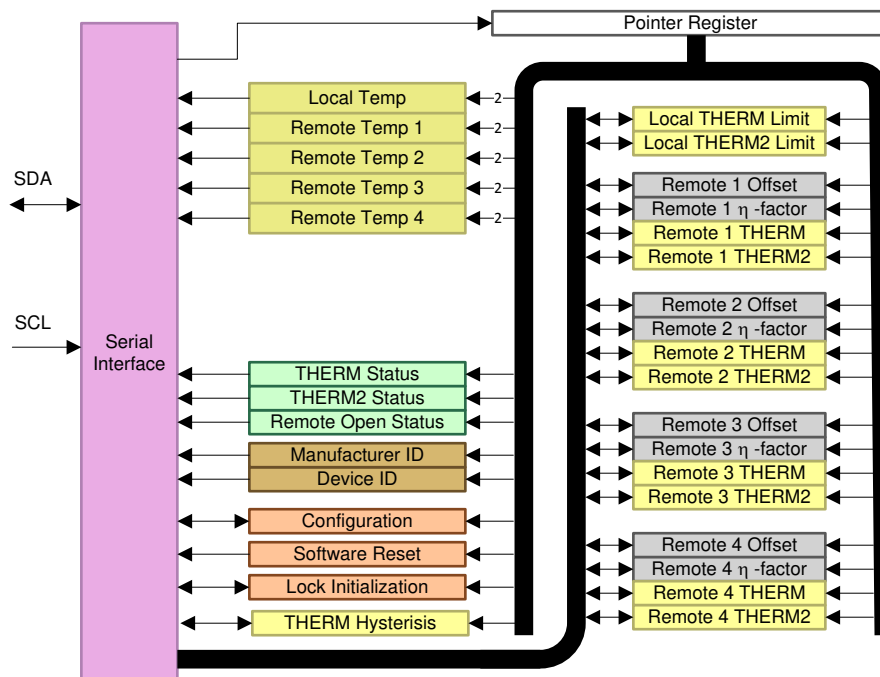 Pointer Register
SDA
SCL
Serial
Interface
Local Temp
2
Remote Temp 1
2
Remote Temp 2
2
Remote Temp 3
2
Remote Temp 4
2
THERM Status
THERM2 Status
Remote Open Status
Manufacturer ID
Device ID
Configuration
Software Reset
Lock Initialization
THERM Hysterisis
Local THERM Limit
Local THERM2 Limit
Remote 1 Offset
Remote 1 η -factor
Remote 1 THERM
Remote 1 THERM2
Remote 2 Offset
Remote 2 η -factor
Remote 2 THERM
Remote 2 THERM2
Remote 3 Offset
Remote 3 η -factor
Remote 3 THERM
Remote 3 THERM2
Remote 4 Offset
Remote 4 η -factor
Remote 4 THERM
Remote 4 THERM2